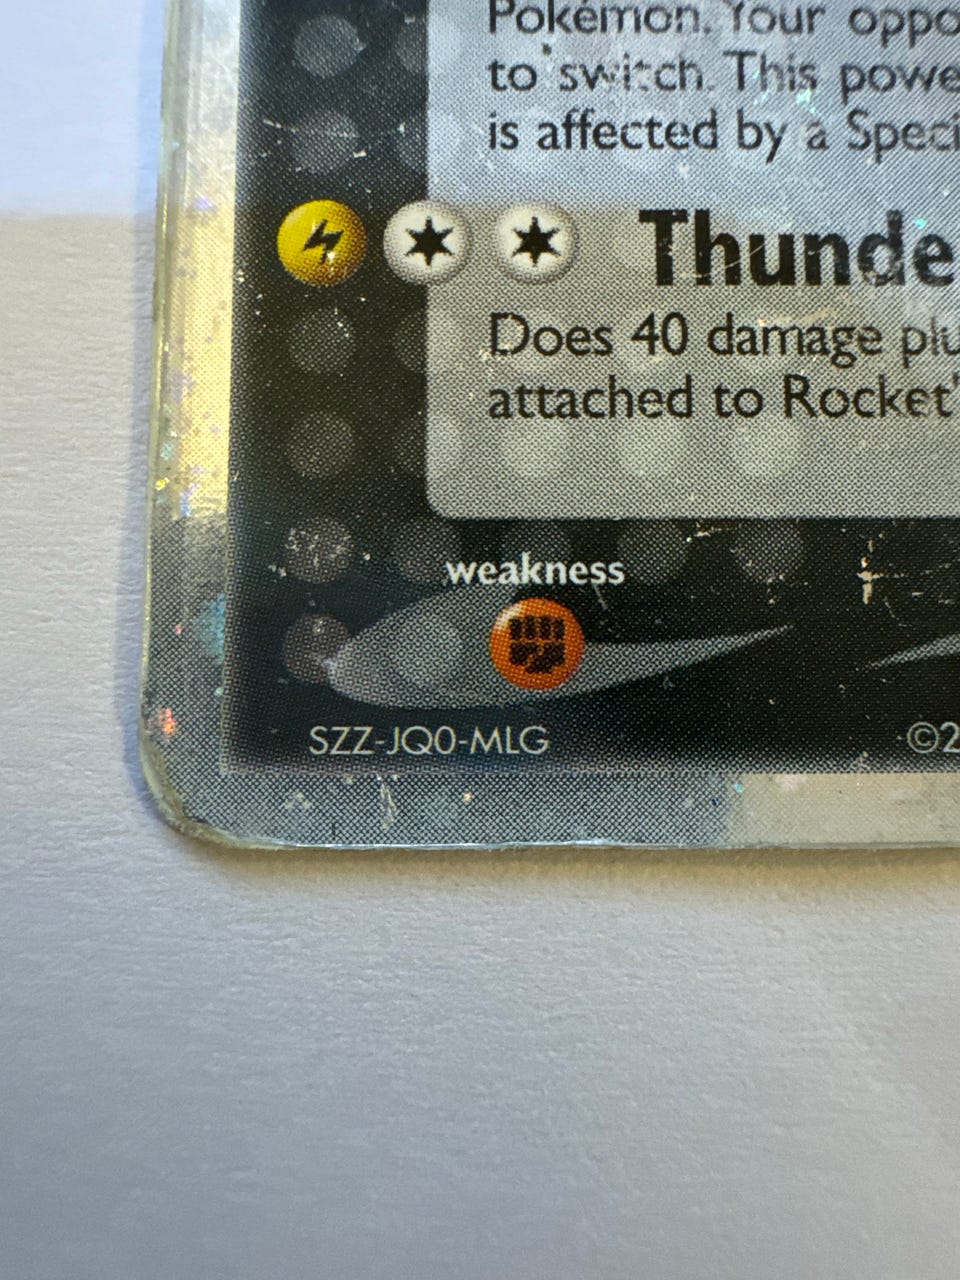 Pokémon. Your oppo
to switch. This powe
is affected by a Speci
Thunde
Does 40 damage plu
attached to Rocket'
weakness
SZZ-JQ0-MLG
©2